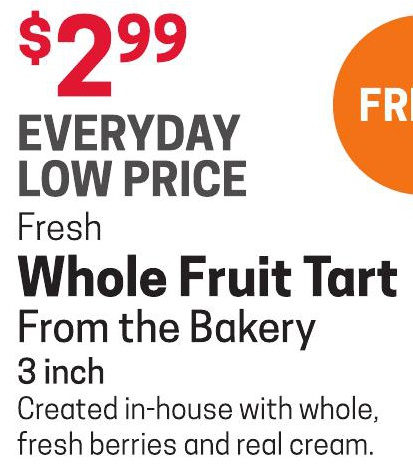 $2.99
EVERYDAY
LOW PRICE
Fresh
Whole Fruit Tart
From the Bakery
3 inch
Created in-house with whole,
fresh berries and real cream.